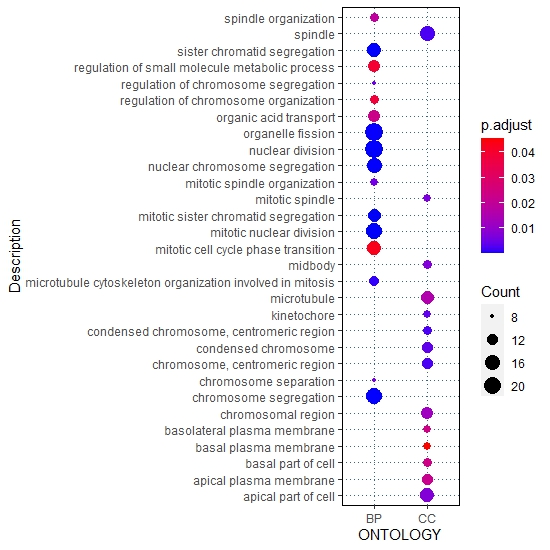 spindle organization
spindle
sister chromatid segregation
regulation of small molecule metabolic process
regulation of chromosome segregation
regulation of chromosome organization
organic acid transport
organelle fission
nuclear division
nuclear chromosome segregation
mitotic spindle organization
mitotic spindle
mitotic sister chromatid segregation
mitotic nuclear division
mitotic cell cycle phase transition
midbody
microtubule cytoskeleton organization involved in mitosis
microtubule
kinetochore
condensed chromosome, centromeric region
condensed chromosome
chromosome, centromeric region
chromosome separation
chromosome segregation
chromosomal region
basolateral plasma membrane
basal plasma membrane
basal part of cell
apical plasma membrane
apical part of cell
Description
BP CC
ONTOLOGY
p.adjust
0.04
0.03
0.02
0.01
Count
8
12
16
20